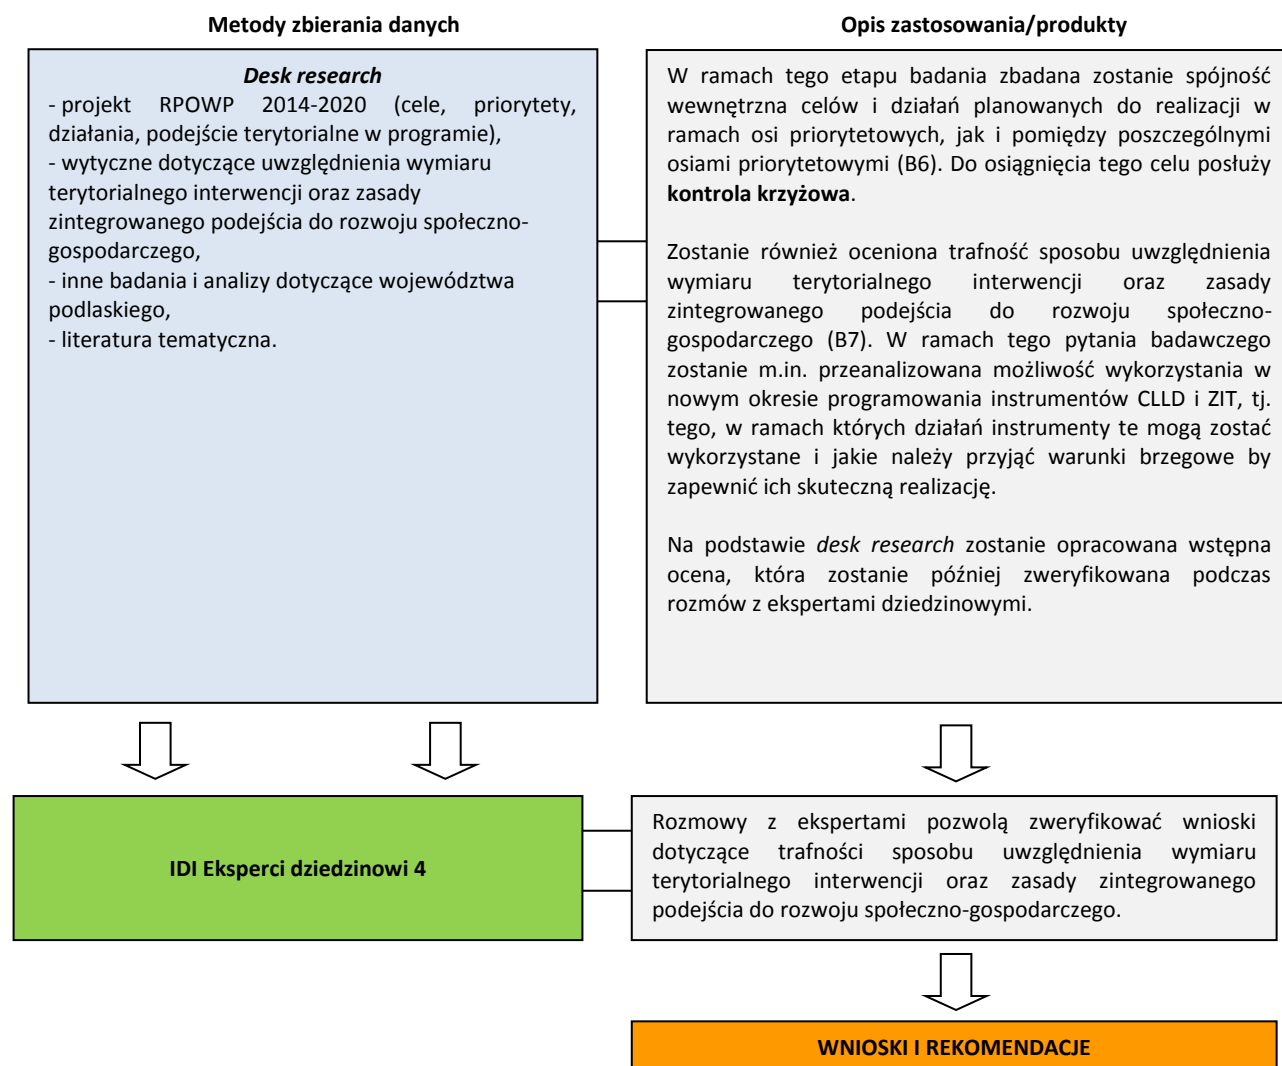 Metody zbierania danych
Opis zastosowania/produkty
Desk research
- projekt RPOWP 2014-2020 (cele, priorytety,
działania, podejście terytorialne w programie),
- wytyczne dotyczące uwzględnienia wymiaru
terytorialnego interwencji oraz zasady
zintegrowanego podejścia do rozwoju społeczno-
gospodarczego,
- inne badania i analizy dotyczące województwa
podlaskiego,
- literatura tematyczna.
W ramach tego etapu badania zbadana zostanie spójność
wewnętrzna celów i działań planowanych do realizacji w
ramach osi priorytetowych, jak i pomiędzy poszczególnymi
osiami priorytetowymi (B6). Do osiągnięcia tego celu posłuży
kontrola krzyżowa.
Zostanie również oceniona trafność sposobu uwzględnienia
wymiaru terytorialnego interwencji oraz zasady
zintegrowanego podejścia do rozwoju społeczno-
gospodarczego (B7). W ramach tego pytania badawczego
zostanie m.in. przeanalizowana możliwość wykorzystania w
nowym okresie programowania instrumentów CLLD i ZIT, tj.
tego, w ramach których działań instrumenty te mogą zostać
wykorzystane i jakie należy przyjąć warunki brzegowe by
zapewnić ich skuteczną realizację.
Na podstawie desk research zostanie opracowana wstępna
ocena, która zostanie później zweryfikowana podczas
rozmów z ekspertami dziedzinowymi.
IDI Eksperci dziedzinowi 4
Rozmowy z ekspertami pozwolą zweryfikować wnioski
dotyczące trafności sposobu uwzględnienia wymiaru
terytorialnego interwencji oraz zasady zintegrowanego
podejścia do rozwoju społeczno-gospodarczego.
WNIOSKI I REKOMENDACJE